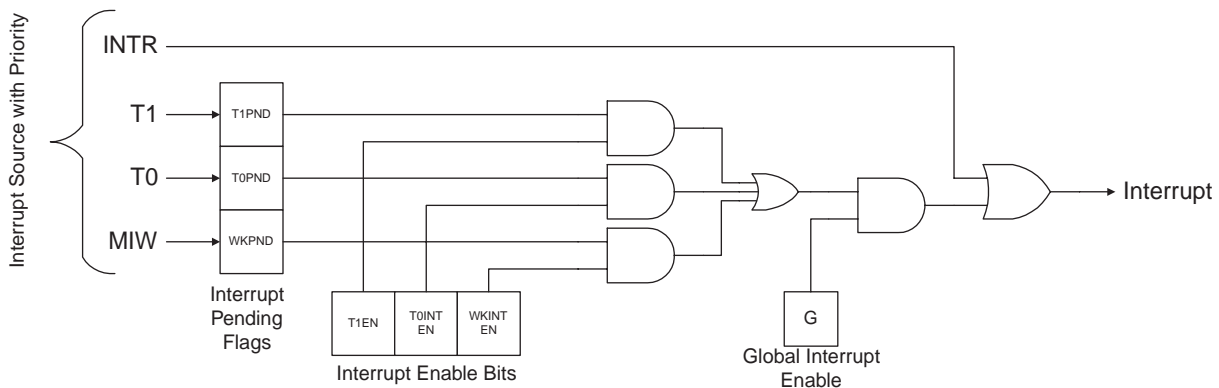 Interrupt Source with Priority
INTR
T1
T1PND
T0
T0PND
MIW
WKPND
Interrupt
Pending
Flags
T1EN
T0INT
EN
WKINT
EN
Interrupt Enable Bits
G
Global Interrupt
Enable
Interrupt